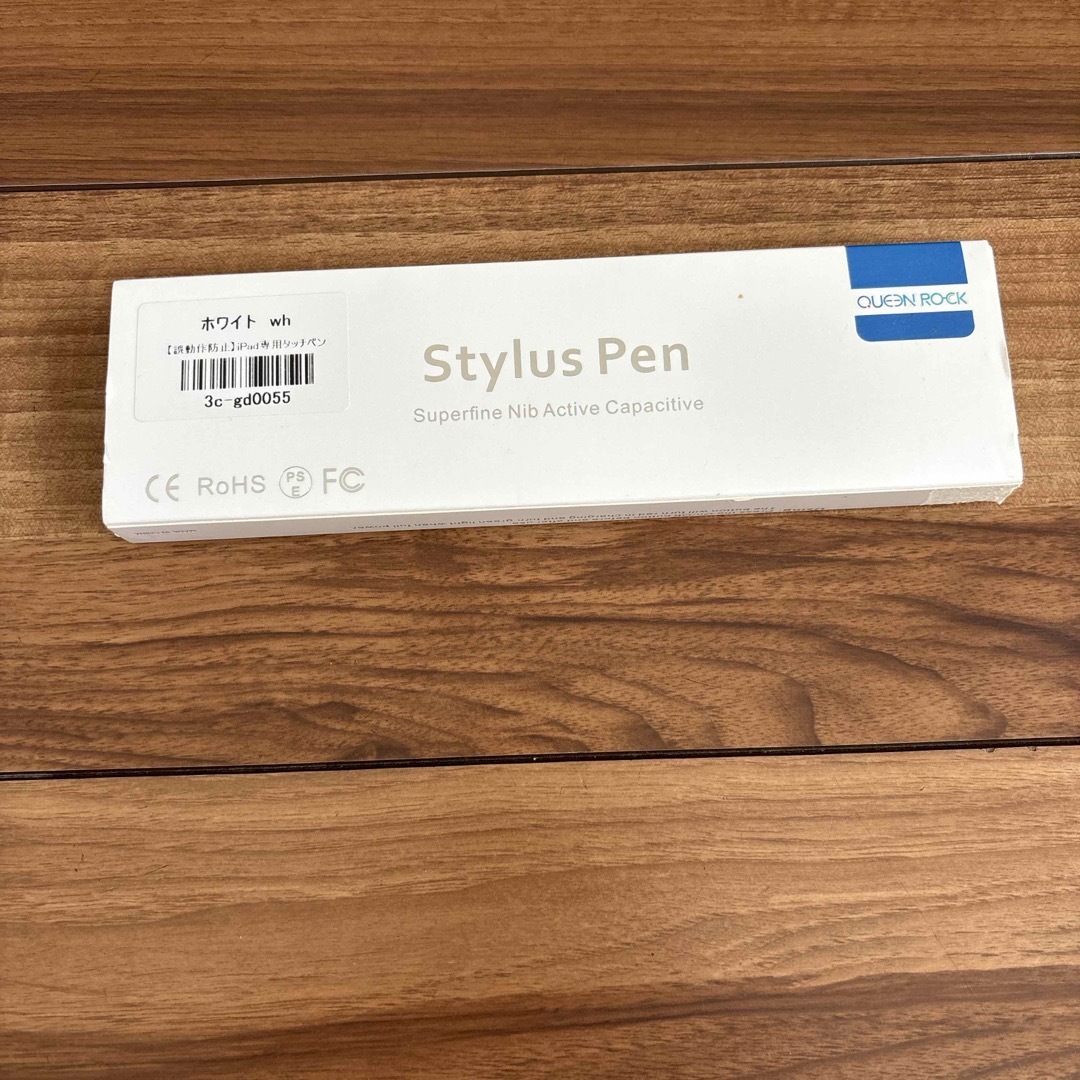 ホワイト wh
【誤動作防止】iPad専用タッチペン
3c-gd0055
QUEEN ROCK
Stylus Pen
Superfine Nib Active Capacitive
CE RoHS PSE FC